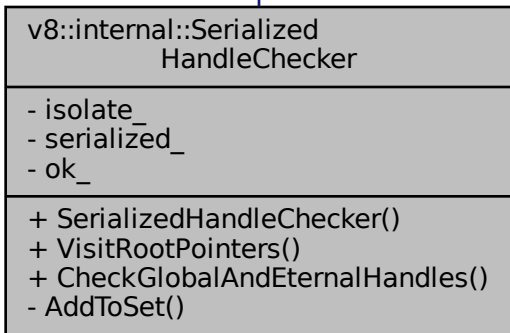 v8::internal::Serialized
HandleChecker
- isolate_
- serialized_
- ok_
+ SerializedHandleChecker()
+ VisitRootPointers()
+ CheckGlobalAndEternalHandles()
- AddToSet()